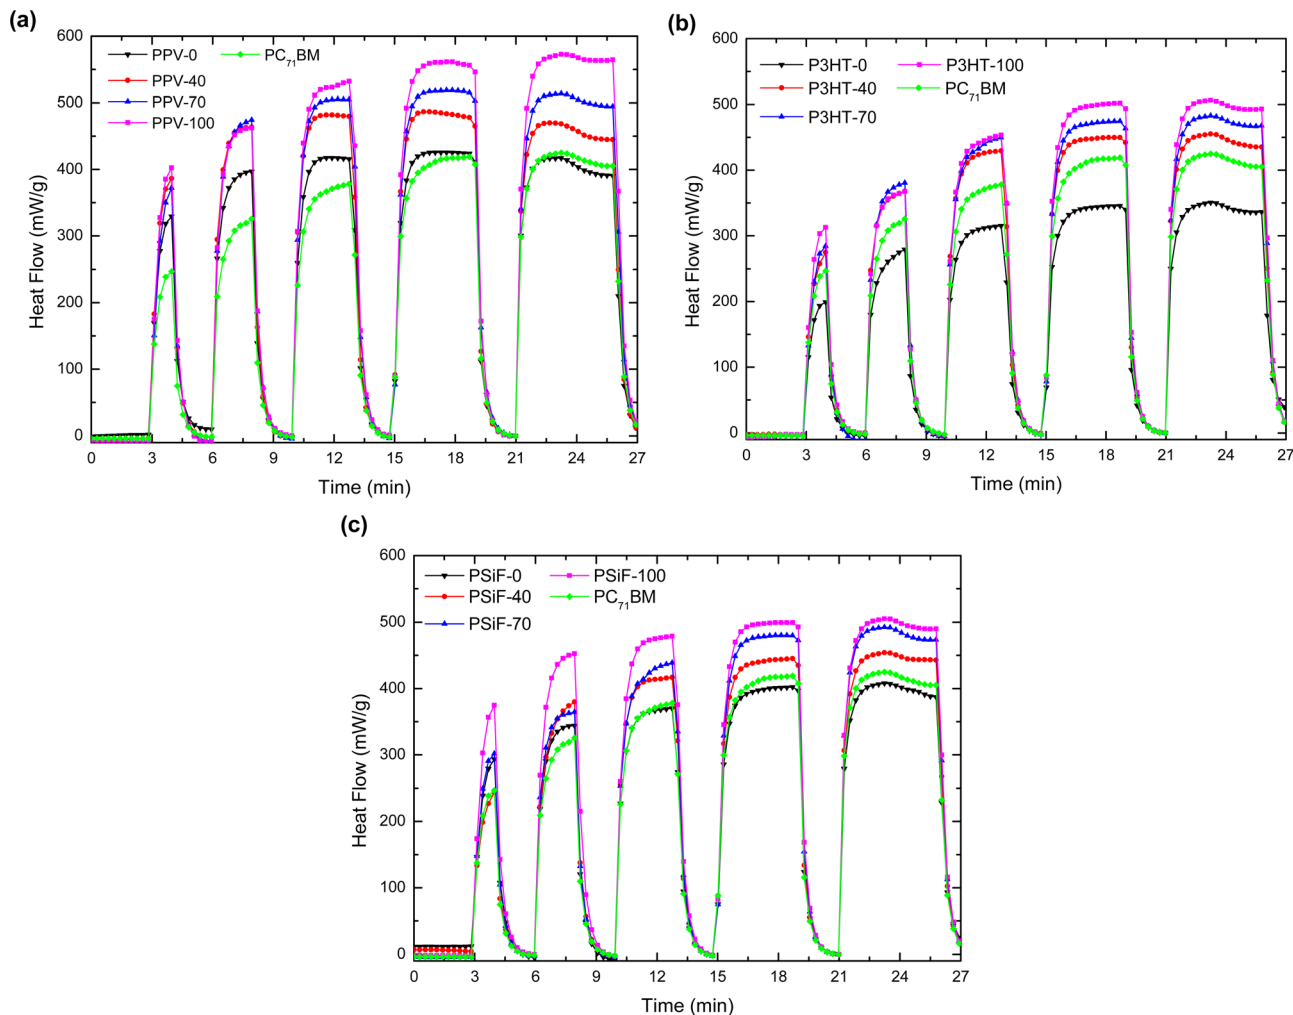 (a)
600
500
400
300
200
100
0
Heat Flow (mW/g)
PPV-0
PC71BM
PPV-40
PPV-70
PPV-100
0 3 6 9 12 15 18 21 24 27
Time (min)
(b)
600
500
400
300
200
100
0
Heat Flow (mW/g)
P3HT-0
P3HT-100
P3HT-40
PC71BM
P3HT-70
0 3 6 9 12 15 18 21 24 27
Time (min)
(c)
600
500
400
300
200
100
0
Heat Flow (mW/g)
PSiF-0
PSiF-100
PSiF-40
PC71BM
PSiF-70
0 3 6 9 12 15 18 21 24 27
Time (min)